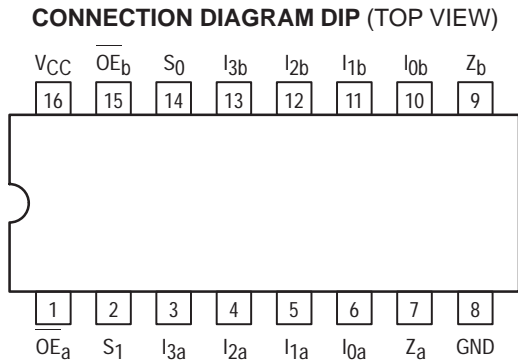 CONNECTION DIAGRAM DIP (TOP VIEW)
VCC OEb S0 I3b I2b I1b I0b Zb
16 15 14 13 12 11 10 9
1 2 3 4 5 6 7 8
OEa S1 I3a I2a I1a I0a Za GND